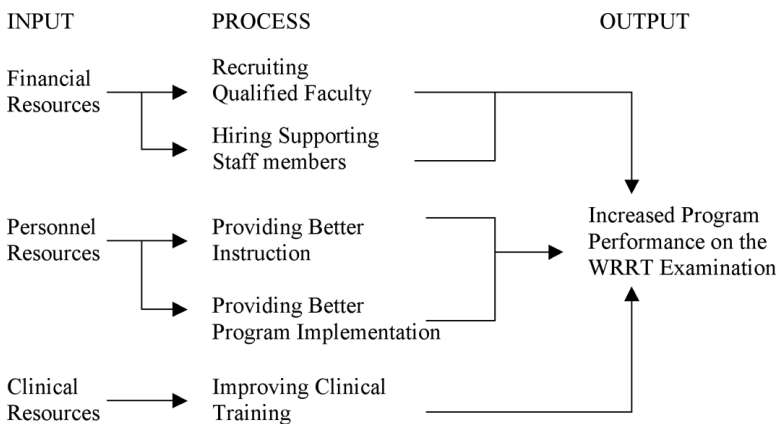 INPUT PROCESS OUTPUT
Financial
Resources
Recruiting
Qualified Faculty
Hiring Supporting
Staff members
Personnel
Resources
Providing Better
Instruction
Providing Better
Program Implementation
Increased Program
Performance on the
WRRT Examination
Clinical
Resources
Improving Clinical
Training